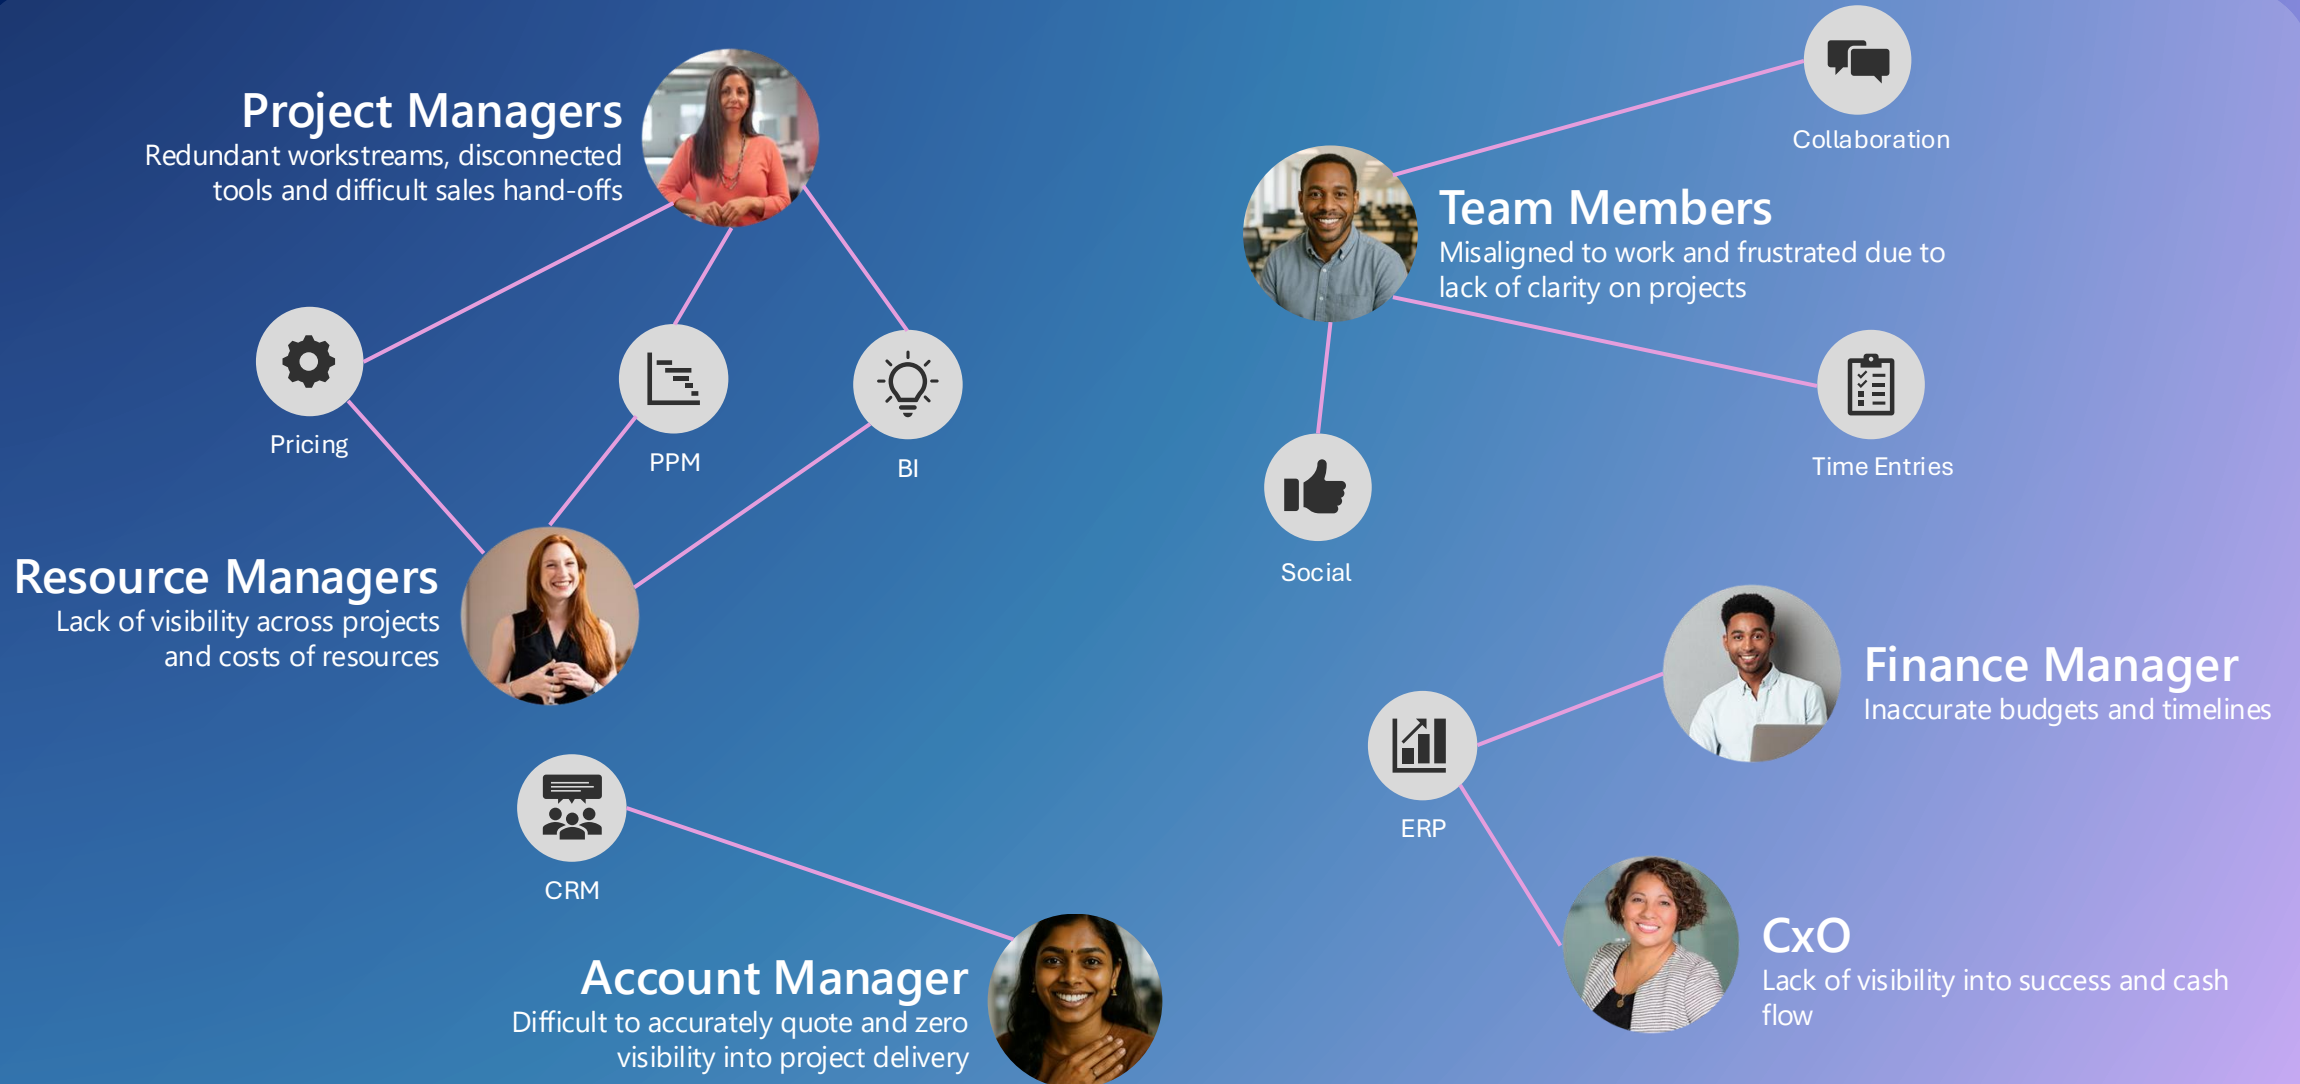 Project Managers
Redundant workstreams, disconnected
tools and difficult sales hand-offs
Collaboration
Team Members
Misaligned to work and frustrated due to
lack of clarity on projects
Pricing
PPM
BI
Time Entries
Social
Resource Managers
Lack of visibility across projects
and costs of resources
Finance Manager
Inaccurate budgets and timelines
ERP
CRM
CxO
Lack of visibility into success and cash
flow
Account Manager
Difficult to accurately quote and zero
visibility into project delivery